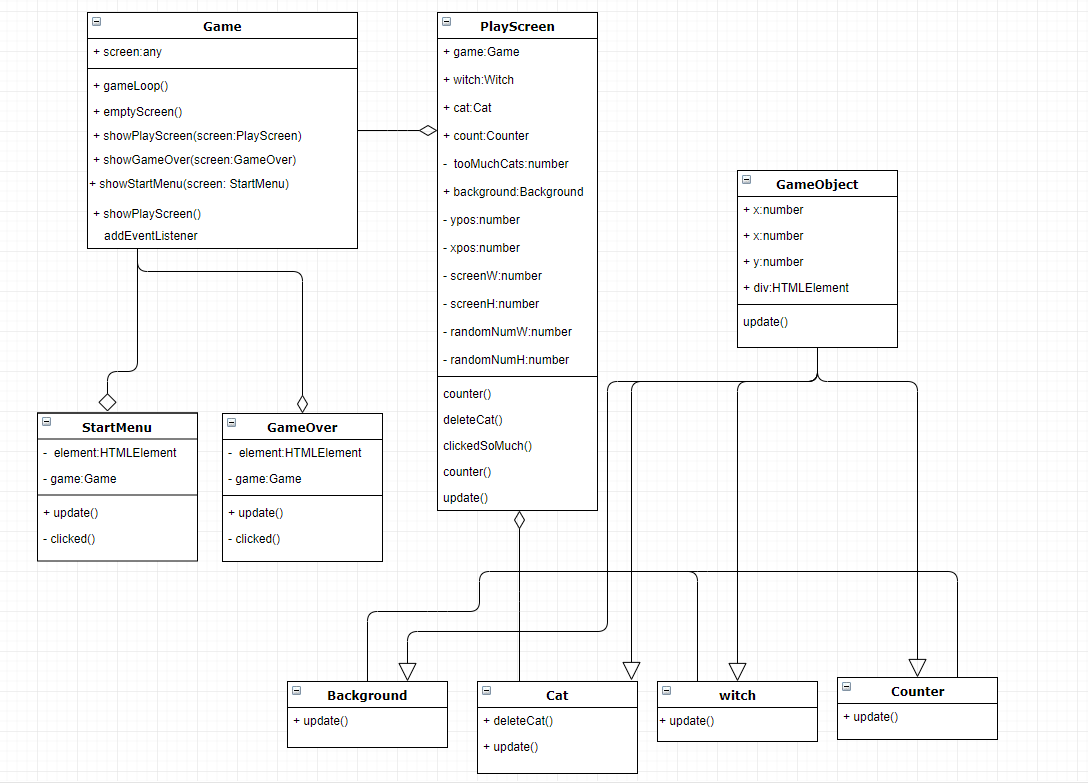 Game
+ screen:any
+ gameLoop()
+ emptyScreen()
+ showPlayScreen(screen:PlayScreen)
+ showGameOver(screen:GameOver)
+ showStartMenu(screen: StartMenu)
+ showPlayScreen()
addEventListener
PlayScreen
+ game:Game
+ witch:Witch
+ cat:Cat
+ count:Counter
- tooMuchCats:number
+ background:Background
- ypos:number
- xpos:number
- screenW:number
- screenH:number
- randomNumW:number
- randomNumH:number
counter()
deleteCat()
clickedSoMuch()
counter()
update()
GameObject
+ x:number
+ x:number
+ y:number
+ div:HTMLElement
update()
StartMenu
- element:HTMLElement
- game:Game
+ update()
- clicked()
GameOver
- element:HTMLElement
- game:Game
+ update()
- clicked()
Background
+ update()
Cat
+ deleteCat()
+ update()
witch
+ update()
Counter
+ update()